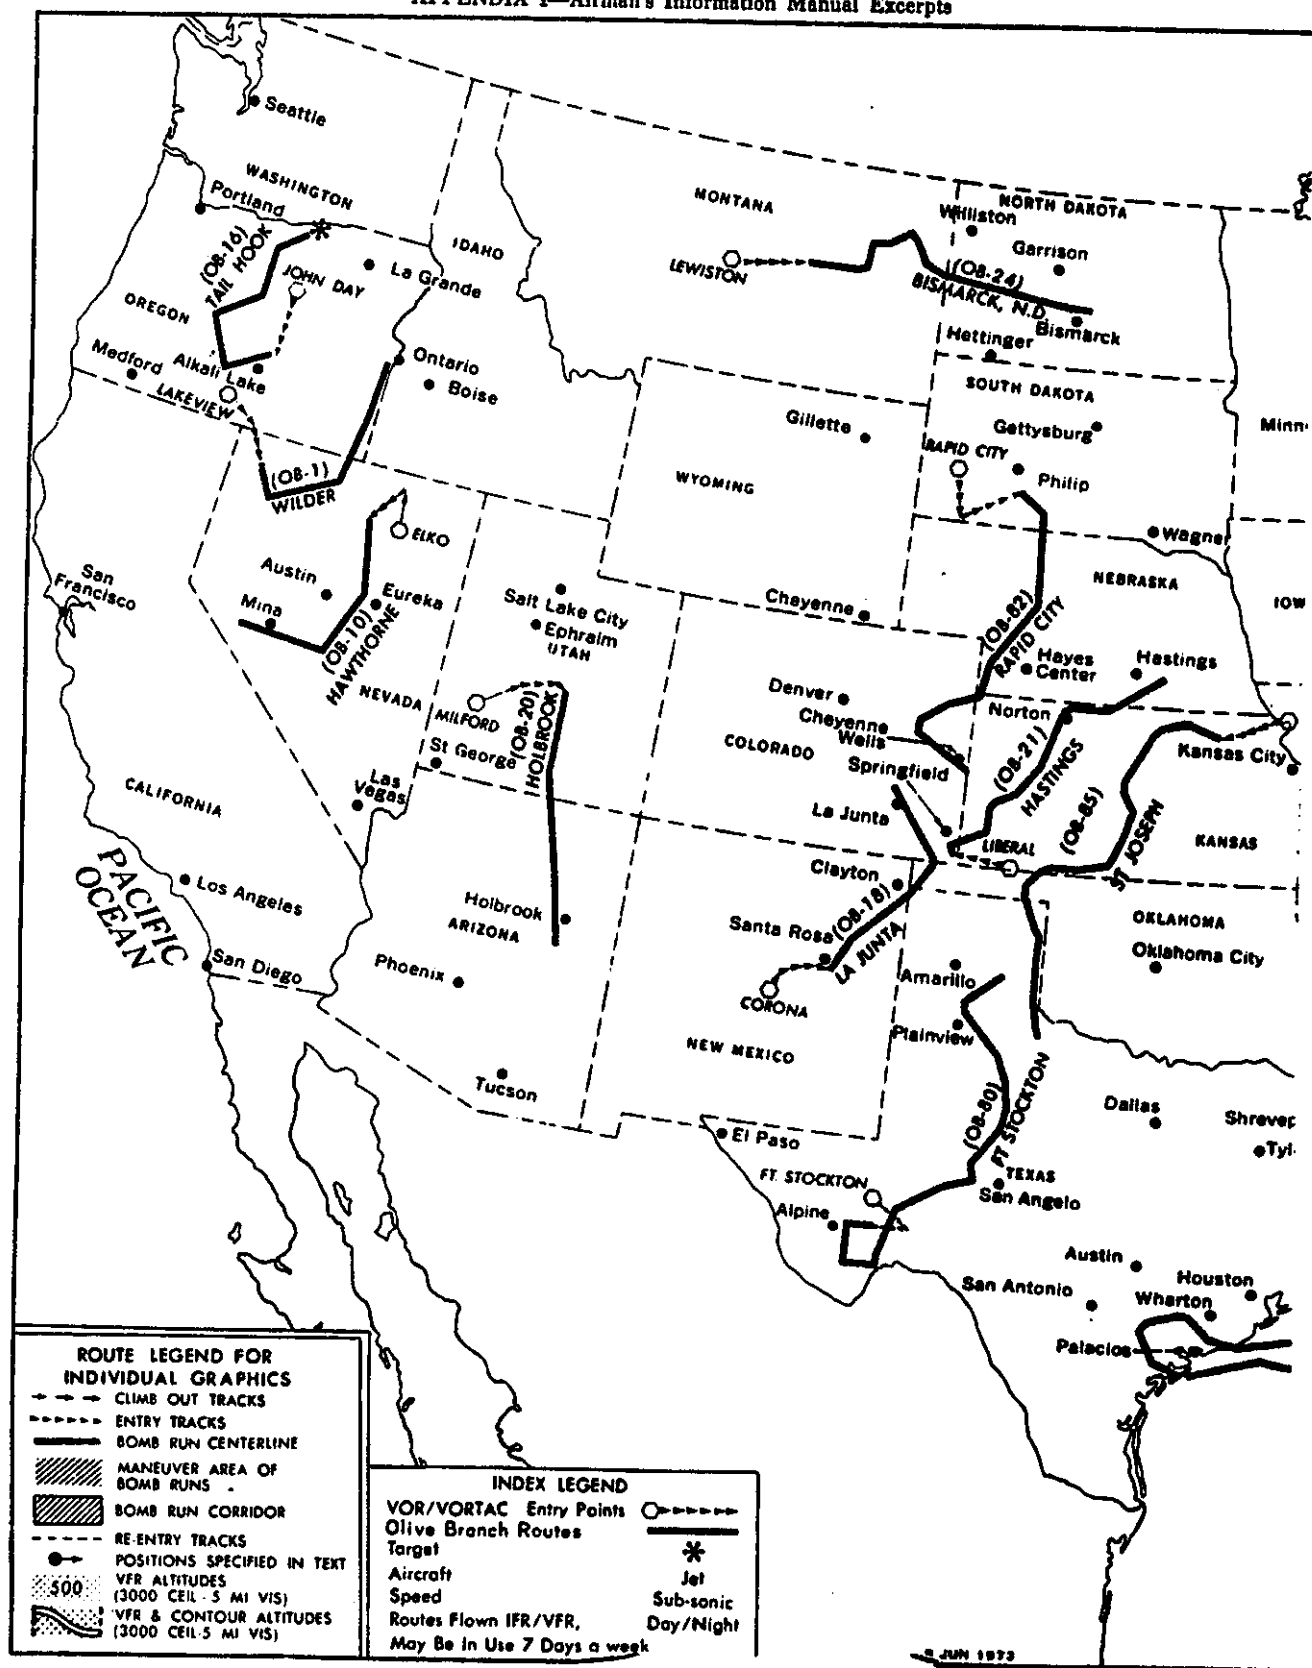 APPENDIX 1—Airman's Information Manual Excerpts
Seattle
WASHINGTON
Portland
(OB-16)
TAIL HOOK
JOHN DAY
La Grande
IDAHO
OREGON
Medford
Alkali Lake
LAKEVIEW
Ontario
Boise
(OB-1)
WILDER
MONTANA
LEWISTON
NORTH DAKOTA
Williston
Garrison
(OB-24)
BISMARCK, N.D.
Bismarck
Hettinger
SOUTH DAKOTA
Gettysburg
Minn
RAPID CITY
Philip
Gillette
WYOMING
Wagner
NEBRASKA
IOW
ELKO
Austin
Eureka
Mina
(OB-10)
HAWTHORNE
NEVADA
San
Francisco
Salt Lake City
Ephraim
UTAH
Cheyenne
(OB-82)
RAPID CITY
Hayes
Center
Hastings
MILFORD
(OB-20)
HOLBROOK
St George
Las
Vegas
CALIFORNIA
Denver
Cheyenne
Wells
COLORADO
Springfield
La Junta
Norton
(OB-21)
HASTINGS
Kansas City
(OB-85)
ST JOSEPH
KANSAS
LIBERAL
PACIFIC
OCEAN
Los Angeles
San Diego
Holbrook
ARIZONA
Phoenix
Tucson
Clayton
Santa Rosa
(OB-18)
LA JUNTA
CORONA
NEW MEXICO
Amarillo
Plainview
OKLAHOMA
Oklahoma City
(OB-80)
FT STOCKTON
Dallas
Shrevep
Tyl
El Paso
FT. STOCKTON
TEXAS
San Angelo
Alpine
Austin
San Antonio
Houston
Wharton
Palacios
ROUTE LEGEND FOR
INDIVIDUAL GRAPHICS
CLIMB OUT TRACKS
ENTRY TRACKS
BOMB RUN CENTERLINE
MANEUVER AREA OF
BOMB RUNS
BOMB RUN CORRIDOR
RE-ENTRY TRACKS
POSITIONS SPECIFIED IN TEXT
500 VFR ALTITUDES
(3000 CEIL - 5 MI VIS)
VFR & CONTOUR ALTITUDES
(3000 CEIL-5 MI VIS)
INDEX LEGEND
VOR/VORTAC Entry Points
Olive Branch Routes
Target
Aircraft Jet
Speed Sub-sonic
Routes Flown IFR/VFR, Day/Night
May Be In Use 7 Days a week
JUN 1973